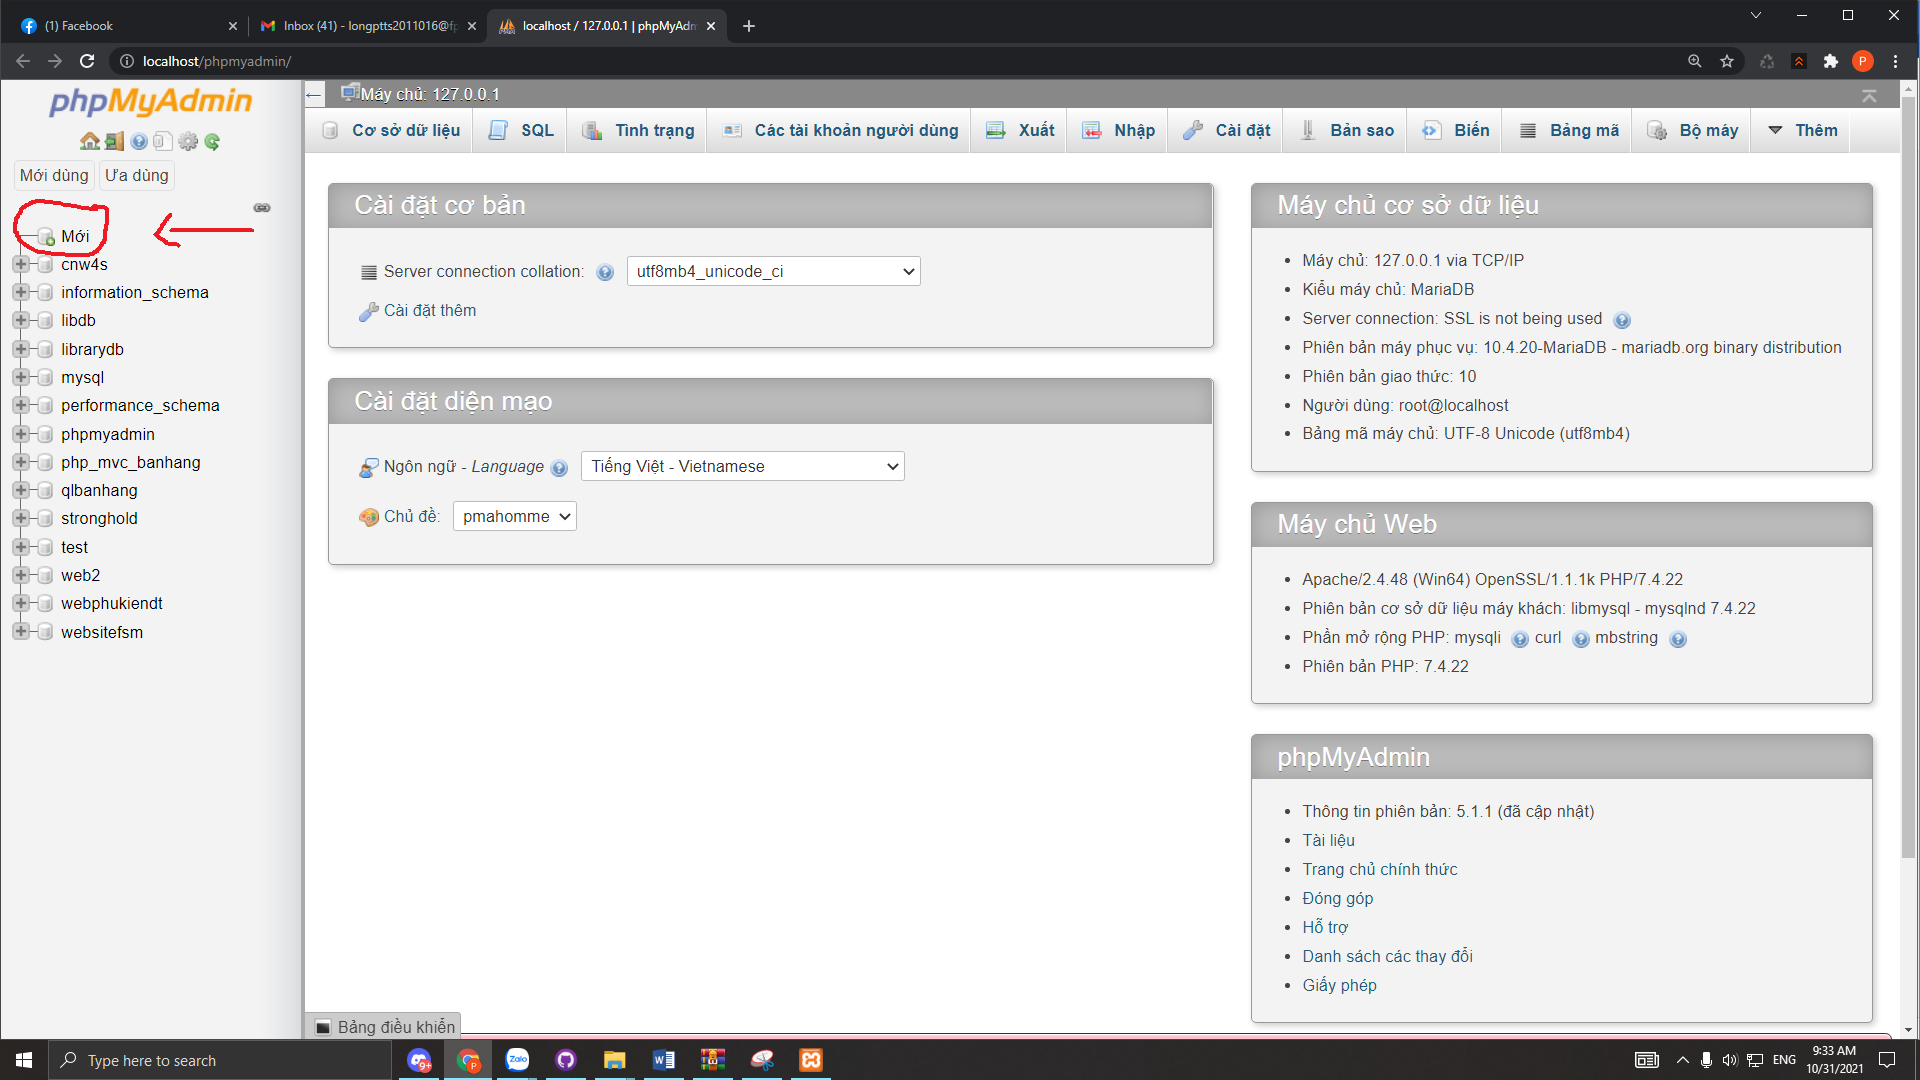 (1) Facebook
Inbox (41) - longptts2011016@fp
localhost / 127.0.0.1 | phpMyAdm
localhost/phpmyadmin/
P
phpMyAdmin
Mới dùng
Ưa dùng
Mới
cnw4s
information_schema
libdb
librarydb
mysql
performance_schema
phpmyadmin
php_mvc_banhang
qlbanhang
stronghold
test
web2
webphukiendt
websitefsm
Máy chủ: 127.0.0.1
Cơ sở dữ liệu
SQL
Tình trạng
Các tài khoản người dùng
Xuất
Nhập
Cài đặt
Bản sao
Biến
Bảng mã
Bộ máy
Thêm
Cài đặt cơ bản
Server connection collation:
utf8mb4_unicode_ci
Cài đặt thêm
Cài đặt diện mạo
Ngôn ngữ - Language
Tiếng Việt - Vietnamese
Chủ đề:
pmahomme
Máy chủ cơ sở dữ liệu
Máy chủ: 127.0.0.1 via TCP/IP
Kiểu máy chủ: MariaDB
Server connection: SSL is not being used
Phiên bản máy phục vụ: 10.4.20-MariaDB - mariadb.org binary distribution
Phiên bản giao thức: 10
Người dùng: root@localhost
Bảng mã máy chủ: UTF-8 Unicode (utf8mb4)
Máy chủ Web
Apache/2.4.48 (Win64) OpenSSL/1.1.1k PHP/7.4.22
Phiên bản cơ sở dữ liệu máy khách: libmysql - mysqlnd 7.4.22
Phần mở rộng PHP: mysqli curl mbstring
Phiên bản PHP: 7.4.22
phpMyAdmin
Thông tin phiên bản: 5.1.1 (đã cập nhật)
Tài liệu
Trang chủ chính thức
Đóng góp
Hỗ trợ
Danh sách các thay đổi
Giấy phép
Bảng điều khiển
Type here to search
9+
P
Zalo
ENG
9:33 AM
10/31/2021